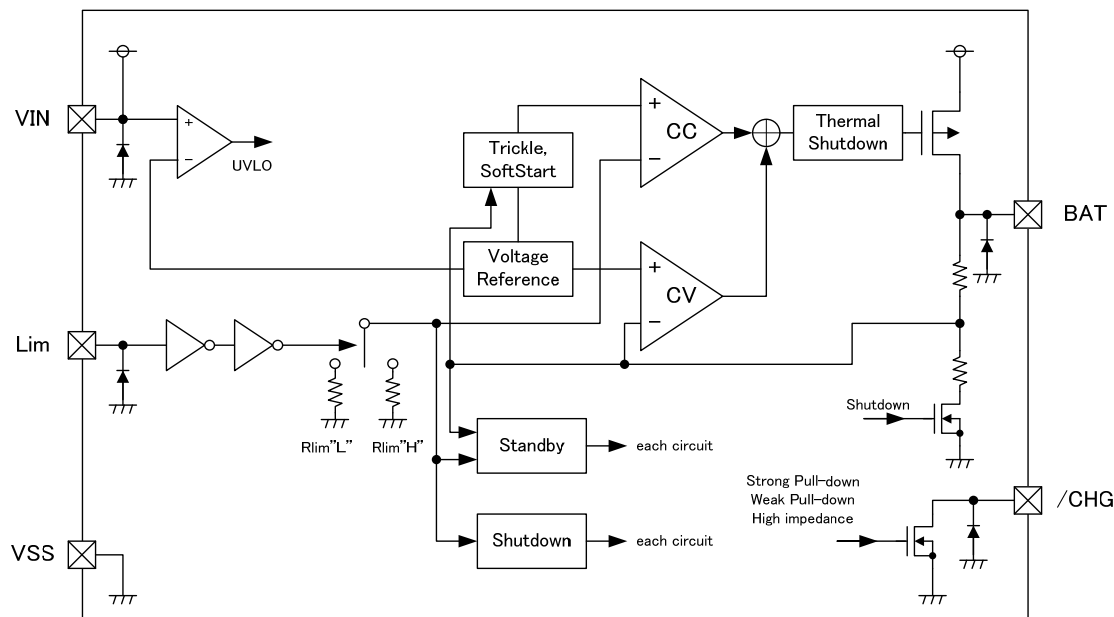 VIN
+
−
UVLO
Trickle,
SoftStart
+
CC
−
Thermal
Shutdown
BAT
Voltage
Reference
+
CV
−
Lim
Rlim"L"
Rlim"H"
Shutdown
Standby
each circuit
Strong Pull-down
Weak Pull-down
High impedance
/CHG
VSS
Shutdown
each circuit